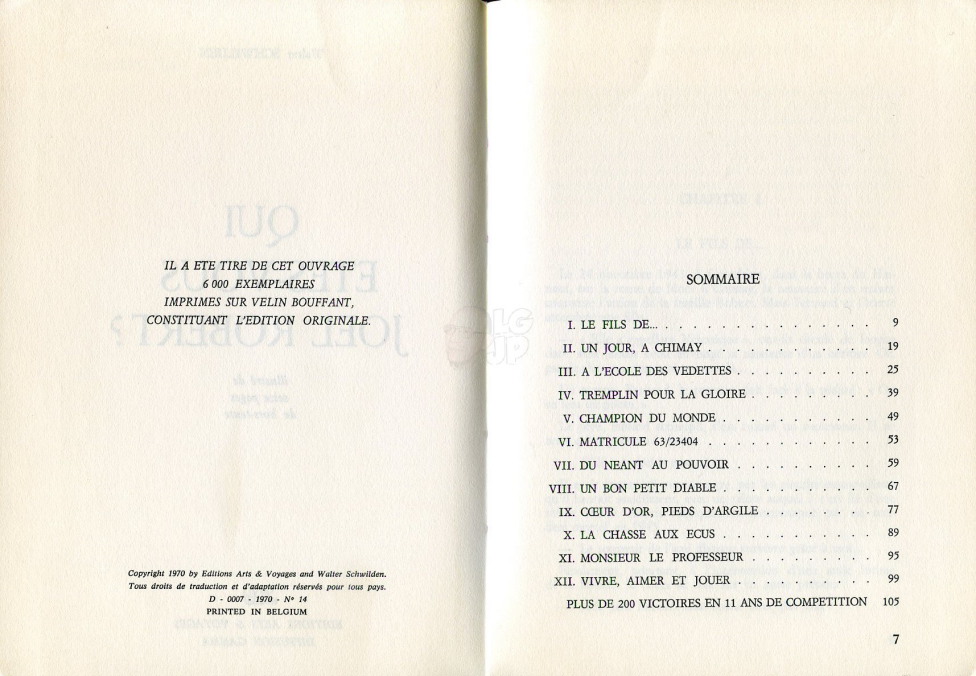 IL A ETE TIRE DE CET OUVRAGE
6 000 EXEMPLAIRES
IMPRIMES SUR VELIN BOUFFANT,
CONSTITUANT L'EDITION ORIGINALE.
Copyright 1970 by Editions Arts & Voyages and Walter Schwilden.
Tous droits de traduction et d'adaptation réservés pour tous pays.
D - 0007 - 1970 - Nº 14
PRINTED IN BELGIUM
SOMMAIRE
I. LE FILS DE... . . . . . . . . . . . . . . . . 9
II. UN JOUR, A CHIMAY . . . . . . . . . . . . 19
III. A L'ECOLE DES VEDETTES . . . . . . . . . . 25
IV. TREMPLIN POUR LA GLOIRE . . . . . . . . . 39
V. CHAMPION DU MONDE . . . . . . . . . . . 49
VI. MATRICULE 63/23404 . . . . . . . . . . . . 53
VII. DU NEANT AU POUVOIR . . . . . . . . . . 59
VIII. UN BON PETIT DIABLE . . . . . . . . . . . 67
IX. CŒUR D'OR, PIEDS D'ARGILE . . . . . . . . 77
X. LA CHASSE AUX ECUS . . . . . . . . . . . 89
XI. MONSIEUR LE PROFESSEUR . . . . . . . . . 95
XII. VIVRE, AIMER ET JOUER . . . . . . . . . . 99
PLUS DE 200 VICTOIRES EN 11 ANS DE COMPETITION 105
7